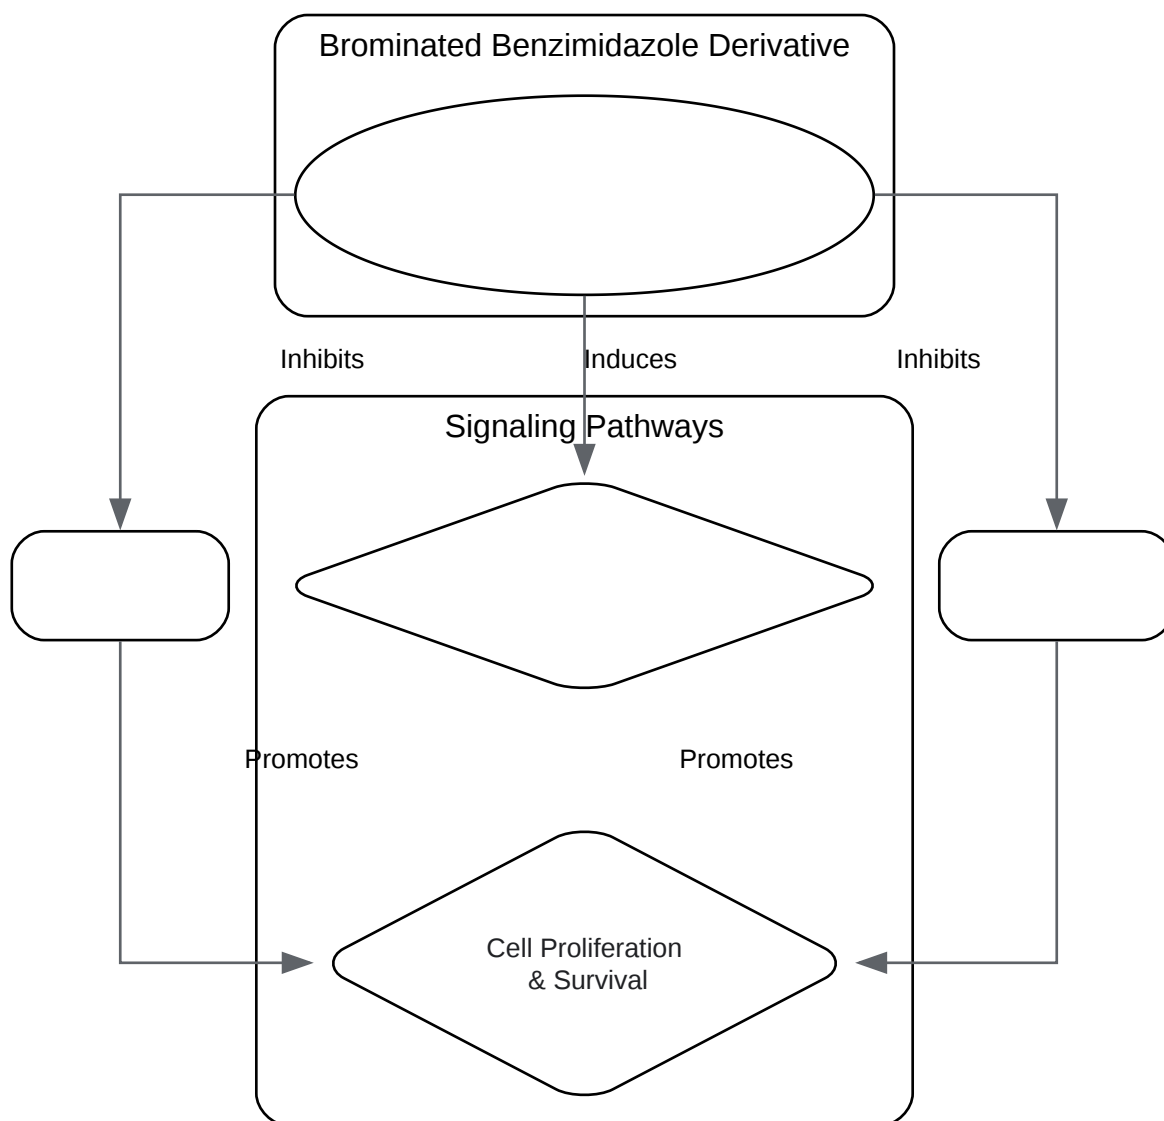 Brominated Benzimidazole Derivative
Inhibits
Induces
Inhibits
Signaling Pathways
Promotes
Promotes
Cell Proliferation
& Survival